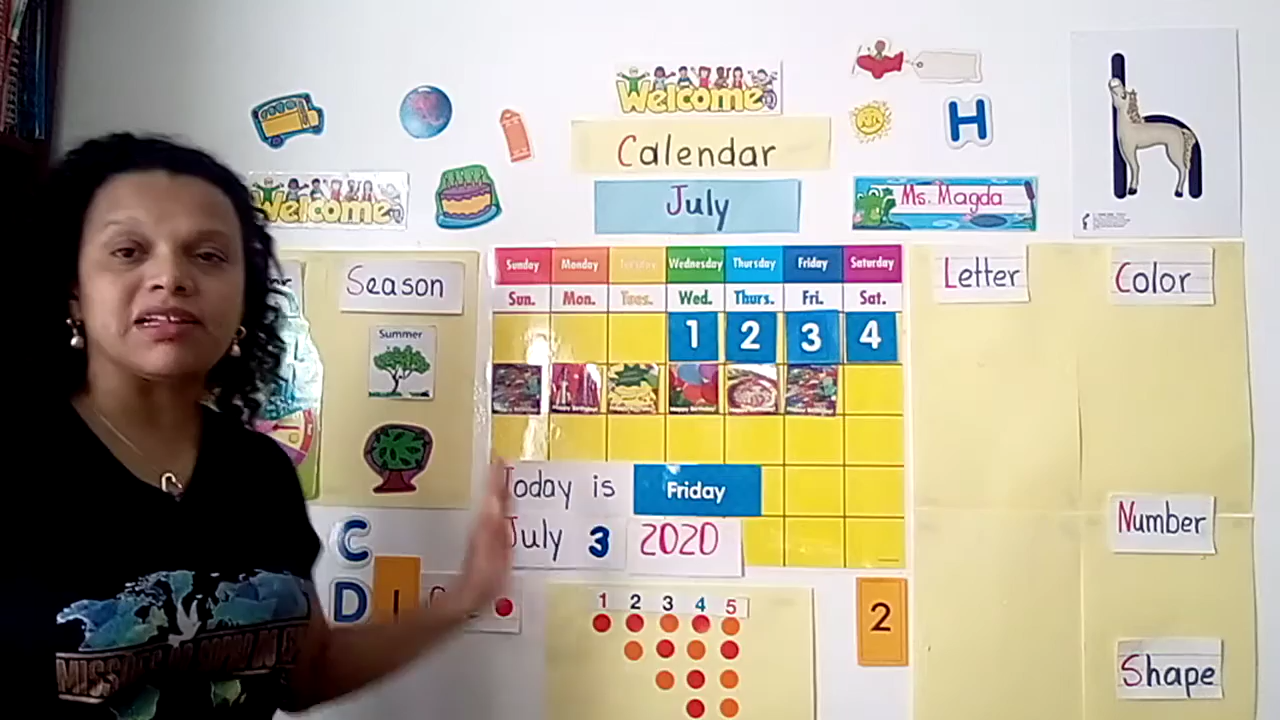 Welcome
Calendar
July
Welcome
H
Ms. Magda
h
Season
Summer
Sunday Monday Tuesday Wednesday Thursday Friday Saturday
Sun. Mon. Tues. Wed. Thurs. Fri. Sat.
1 2 3 4
Today is Friday
July 3 2020
Letter
Color
Number
Shape
C
D
1
1 2 3 4 5
2